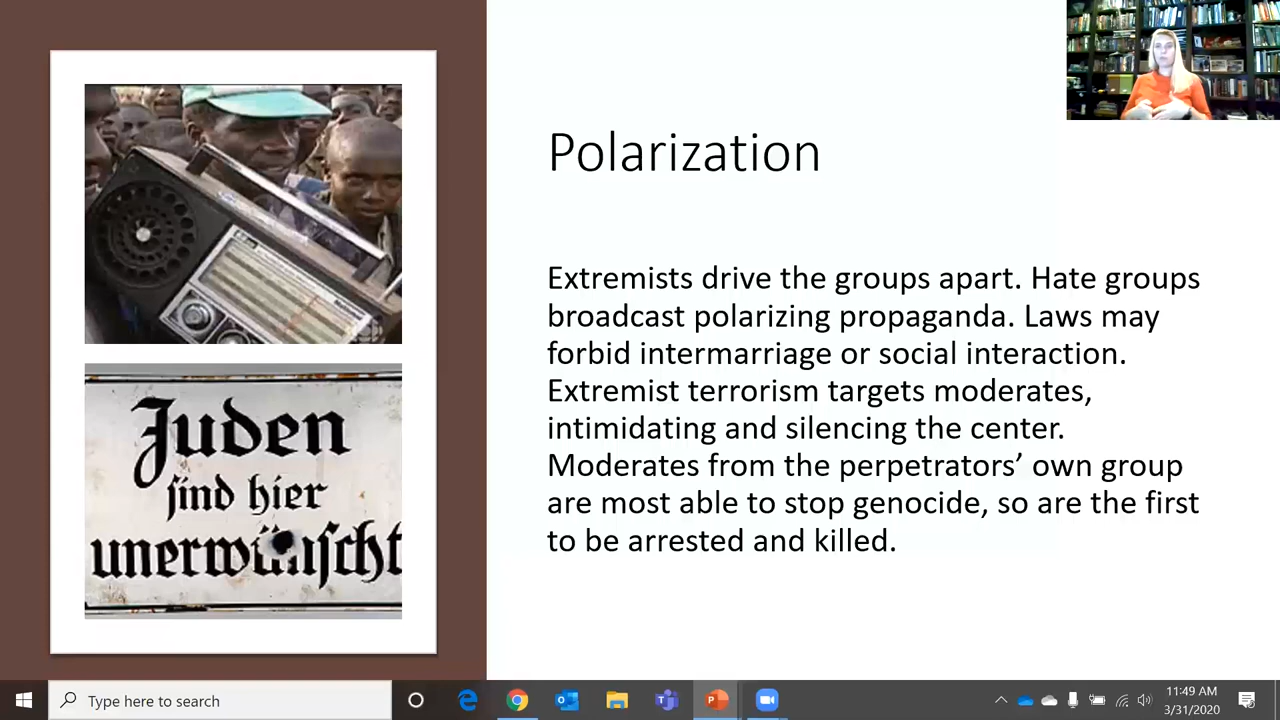 Polarization
Extremists drive the groups apart. Hate groups
broadcast polarizing propaganda. Laws may
forbid intermarriage or social interaction.
Extremist terrorism targets moderates,
intimidating and silencing the center.
Moderates from the perpetrators’ own group
are most able to stop genocide, so are the first
to be arrested and killed.
Juden
sind hier
unerwünscht
Type here to search
11:49 AM
3/31/2020